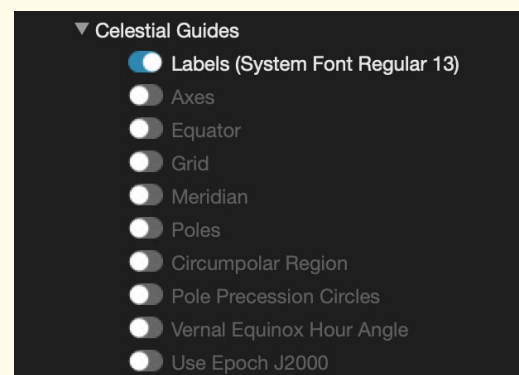 Celestial Guides
Labels (System Font Regular 13)
Axes
Equator
Grid
Meridian
Poles
Circumpolar Region
Pole Precession Circles
Vernal Equinox Hour Angle
Use Epoch J2000